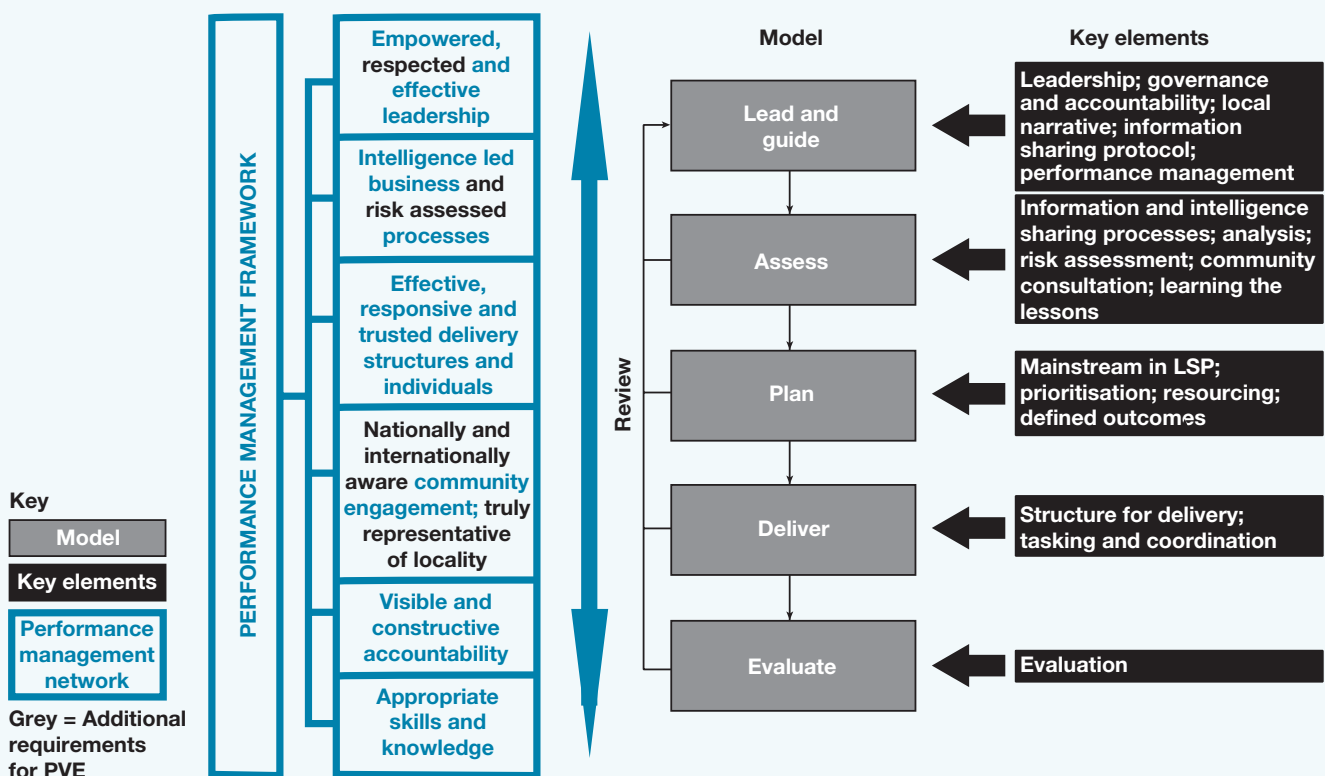 PERFORMANCE MANAGEMENT FRAMEWORK
Empowered,
respected and
effective
leadership
Intelligence led
business and
risk assessed
processes
Effective,
responsive and
trusted delivery
structures and
individuals
Nationally and
internationally
aware community
engagement; truly
representative
of locality
Visible and
constructive
accountability
Appropriate
skills and
knowledge
Review
Model
Lead and
guide
Assess
Plan
Deliver
Evaluate
Key elements
Leadership; governance
and accountability; local
narrative; information
sharing protocol;
performance management
Information and intelligence
sharing processes; analysis;
risk assessment; community
consultation; learning the
lessons
Mainstream in LSP;
prioritisation; resourcing;
defined outcomes
Structure for delivery;
tasking and coordination
Evaluation
Key
Model
Key elements
Performance
management
network
Grey = Additional
requirements
for PVE